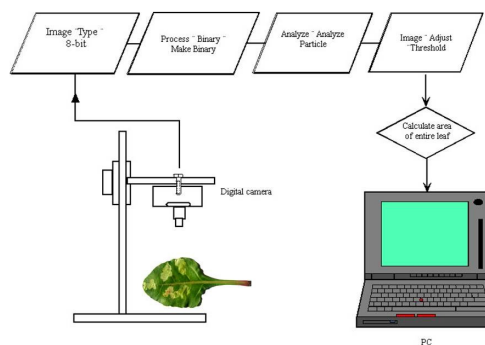 Image ¨Type¨
8-bit
Process ¨ Binary ¨
Make Binary
Analyze ¨ Analyze
Particle
Image ¨ Adjust
¨Threshold
Calculate area
of entire leaf
Digital camera
PC